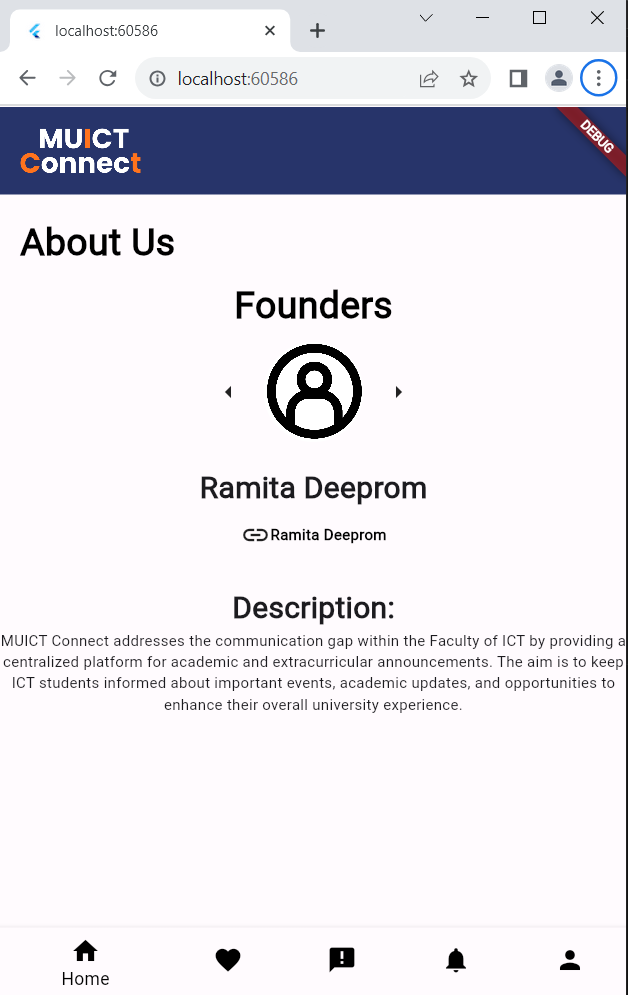 localhost:60586
localhost:60586
MUICT
Connect
DEBUG
About Us
Founders
Ramita Deeprom
Ramita Deeprom
Description:
MUICT Connect addresses the communication gap within the Faculty of ICT by providing a
centralized platform for academic and extracurricular announcements. The aim is to keep
ICT students informed about important events, academic updates, and opportunities to
enhance their overall university experience.
Home